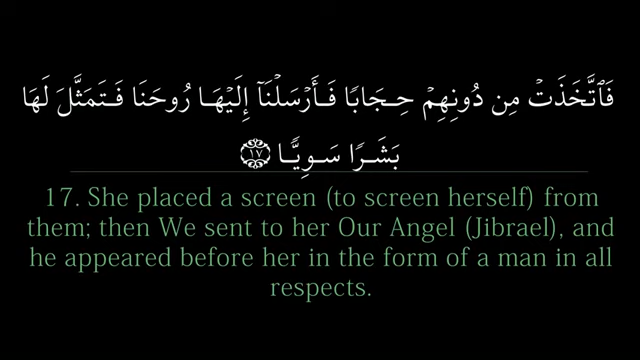 فَٱتَّخَذَتۡ مِن دُونِهِمۡ حِجَابٗا فَأَرۡسَلۡنَآ إِلَيۡهَا رُوحَنَا فَتَمَثَّلَ لَهَا
بَشَرٗا سَوِيّٗا ١٧
17. She placed a screen (to screen herself) from
them; then We sent to her Our Angel (Jibrael), and
he appeared before her in the form of a man in all
respects.